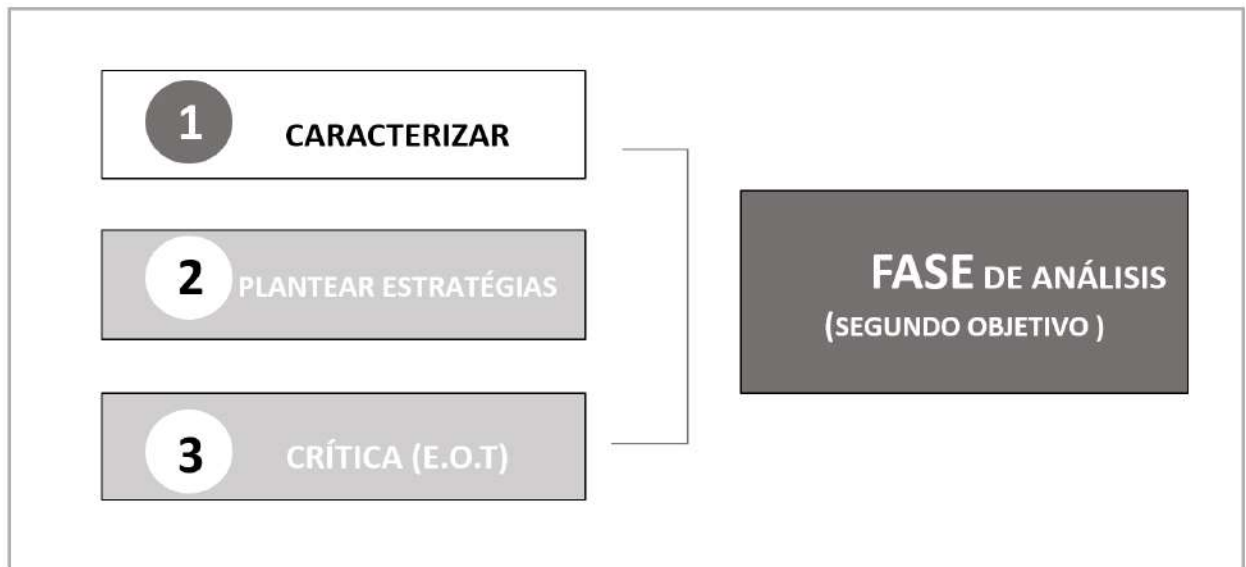 1
CARACTERIZAR
2
PLANTEAR ESTRATÉGIAS
3
CRÍTICA (E.O.T)
FASE DE ANÁLISIS
(SEGUNDO OBJETIVO )